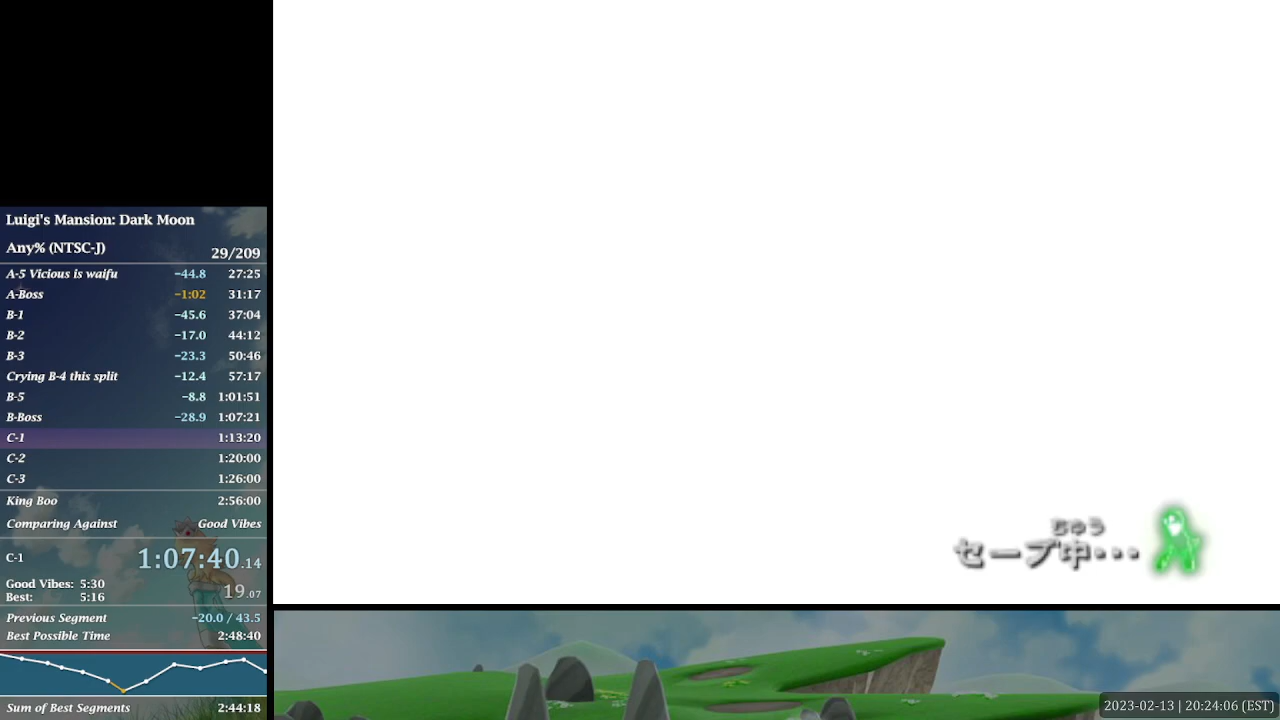 Luigi's Mansion: Dark Moon
Any% (NTSC-J)
29/209
A-5 Vicious is waifu -44.8 27:25
A-Boss -1:02 31:17
B-1 -45.6 37:04
B-2 -17.0 44:12
B-3 -23.3 50:46
Crying B-4 this split -12.4 57:17
B-5 -8.8 1:01:51
B-Boss -28.9 1:07:21
C-1 1:13:20
C-2 1:20:00
C-3 1:26:00
King Boo 2:56:00
Comparing Against Good Vibes
C-1 1:07:40.14
Good Vibes: 5:30
Best: 5:16
19.07
Previous Segment -20.0 / 43.5
Best Possible Time 2:48:40
Sum of Best Segments 2:44:18
ちゅう
セーブ中・・・
2023-02-13 | 20:24:06 (EST)